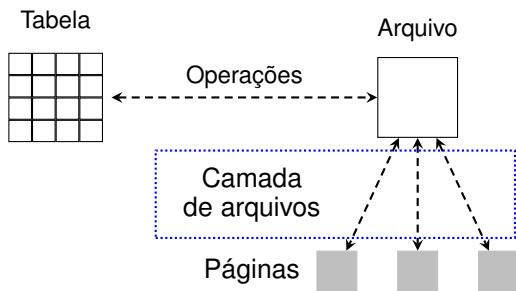 Tabela
Arquivo
Operações
Camada
de arquivos
Páginas